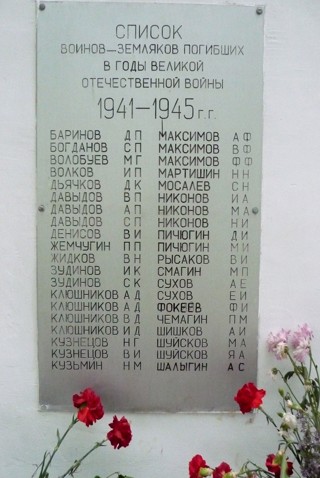 СПИСОК
ВОИНОВ-ЗЕМЛЯКОВ ПОГИБШИХ
В ГОДЫ ВЕЛИКОЙ
ОТЕЧЕСТВЕННОЙ ВОЙНЫ
1941-1945 г.г.
БАРИНОВ Д П МАКСИМОВ А Ф
БОГДАНОВ С П МАКСИМОВ В Ф
ВОЛОБУЕВ М Г МАКСИМОВ Ф Ф
ВОЛКОВ И П МАРТИШИН Н Н
ДЬЯЧКОВ Д К МОСАЛЕВ С Н
ДАВЫДОВ В П НИКОНОВ И А
ДАВЫДОВ А П НИКОНОВ М А
ДАВЫДОВ С П НИКОНОВ Н И
ДЕНИСОВ В И ПИЧЮГИН Д И
ЖЕМЧУГИН П П ПИЧЮГИН М И
ЖИДКОВ В Н РЫСАКОВ В И
ЗУДИНОВ И К СМАГИН М П
ЗУДИНОВ С К СУХОВ А Е
КЛЮШНИКОВ А Д СУХОВ Е И
КЛЮШНИКОВ А Д ФОКЕЕВ Ф И
КЛЮШНИКОВ В Д ЧЕМАГИН П М
КЛЮШНИКОВ И Д ШИШКОВ А И
КУЗНЕЦОВ Н Г ШУЙСКОВ М А
КУЗНЕЦОВ В И ШУЙСКОВ Я А
КУЗЬМИН Н М ШАЛЫГИН А С